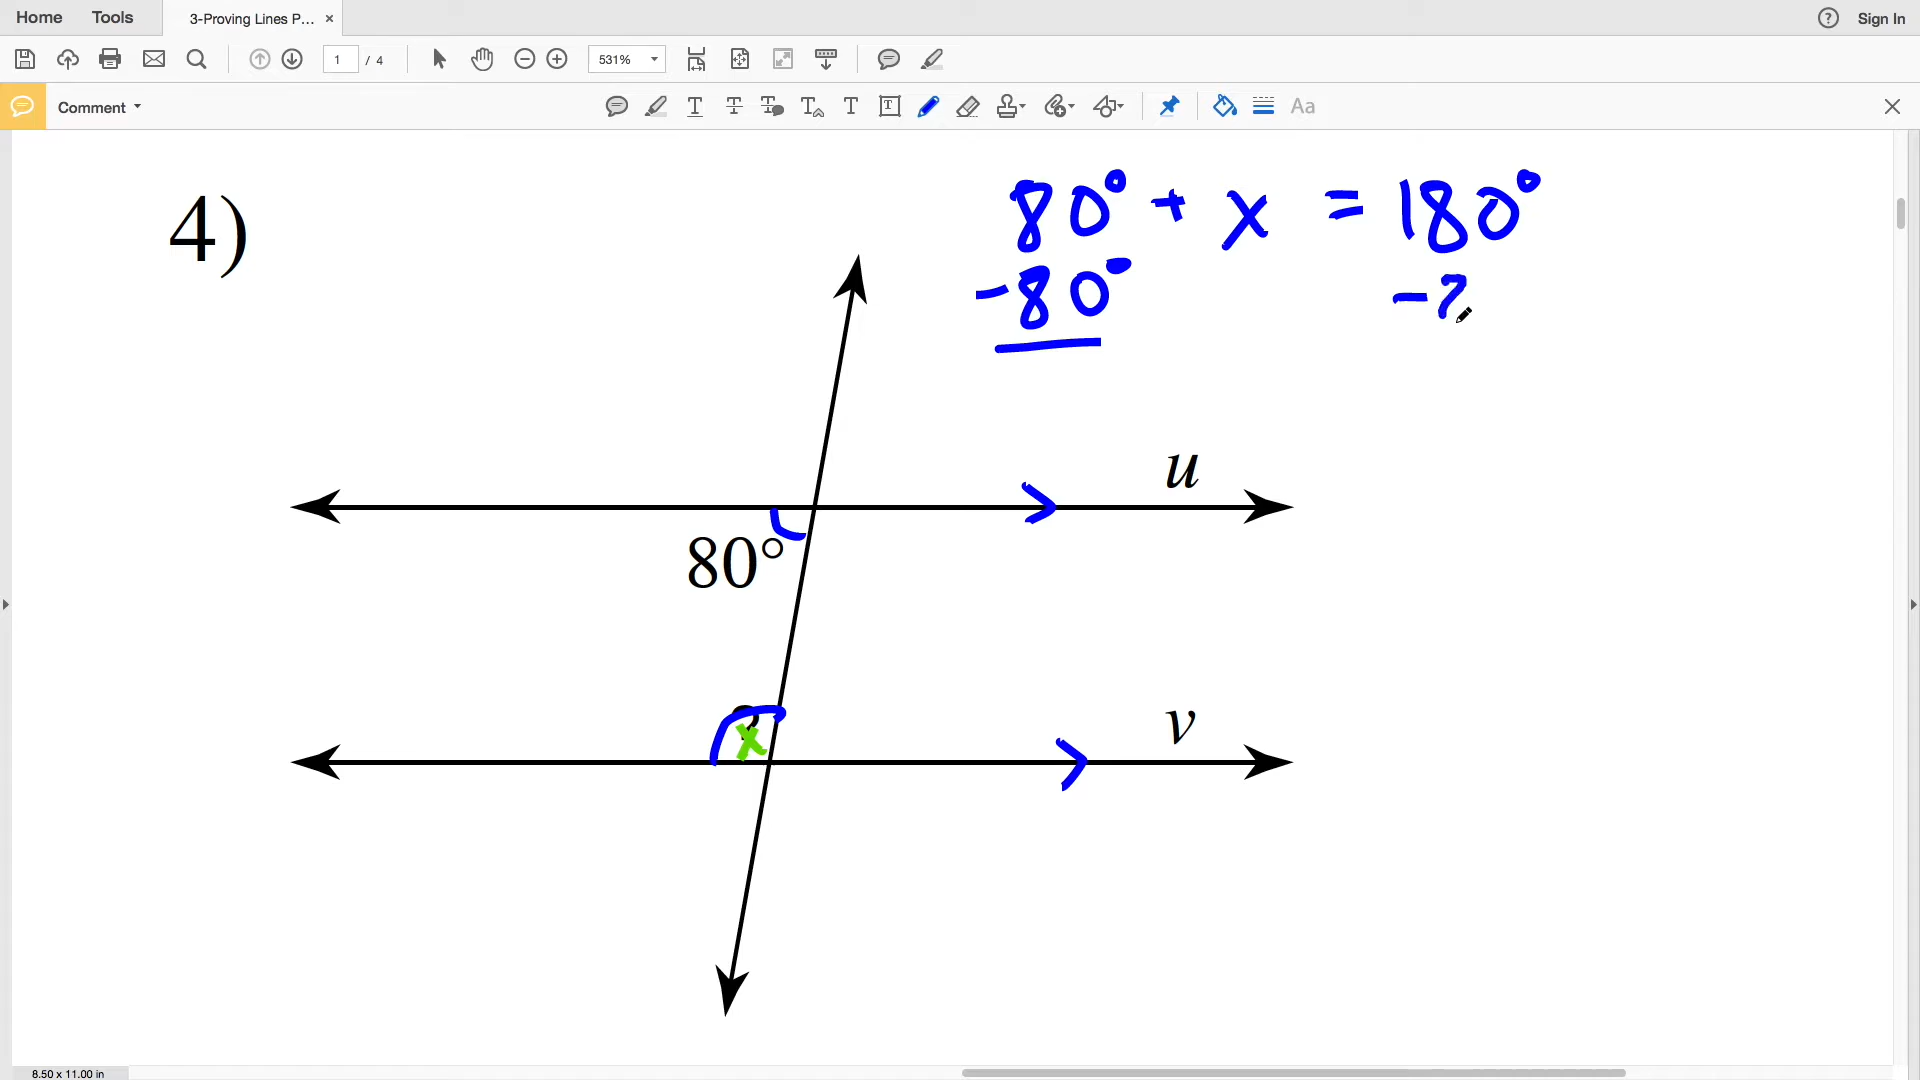 Home Tools 3-Proving Lines P... × ? Sign In
1 / 4 531%
Comment T T T T T T Aa
4)
80° + x = 180°
-80°
u
80°
x
v
8.50 x 11.00 in